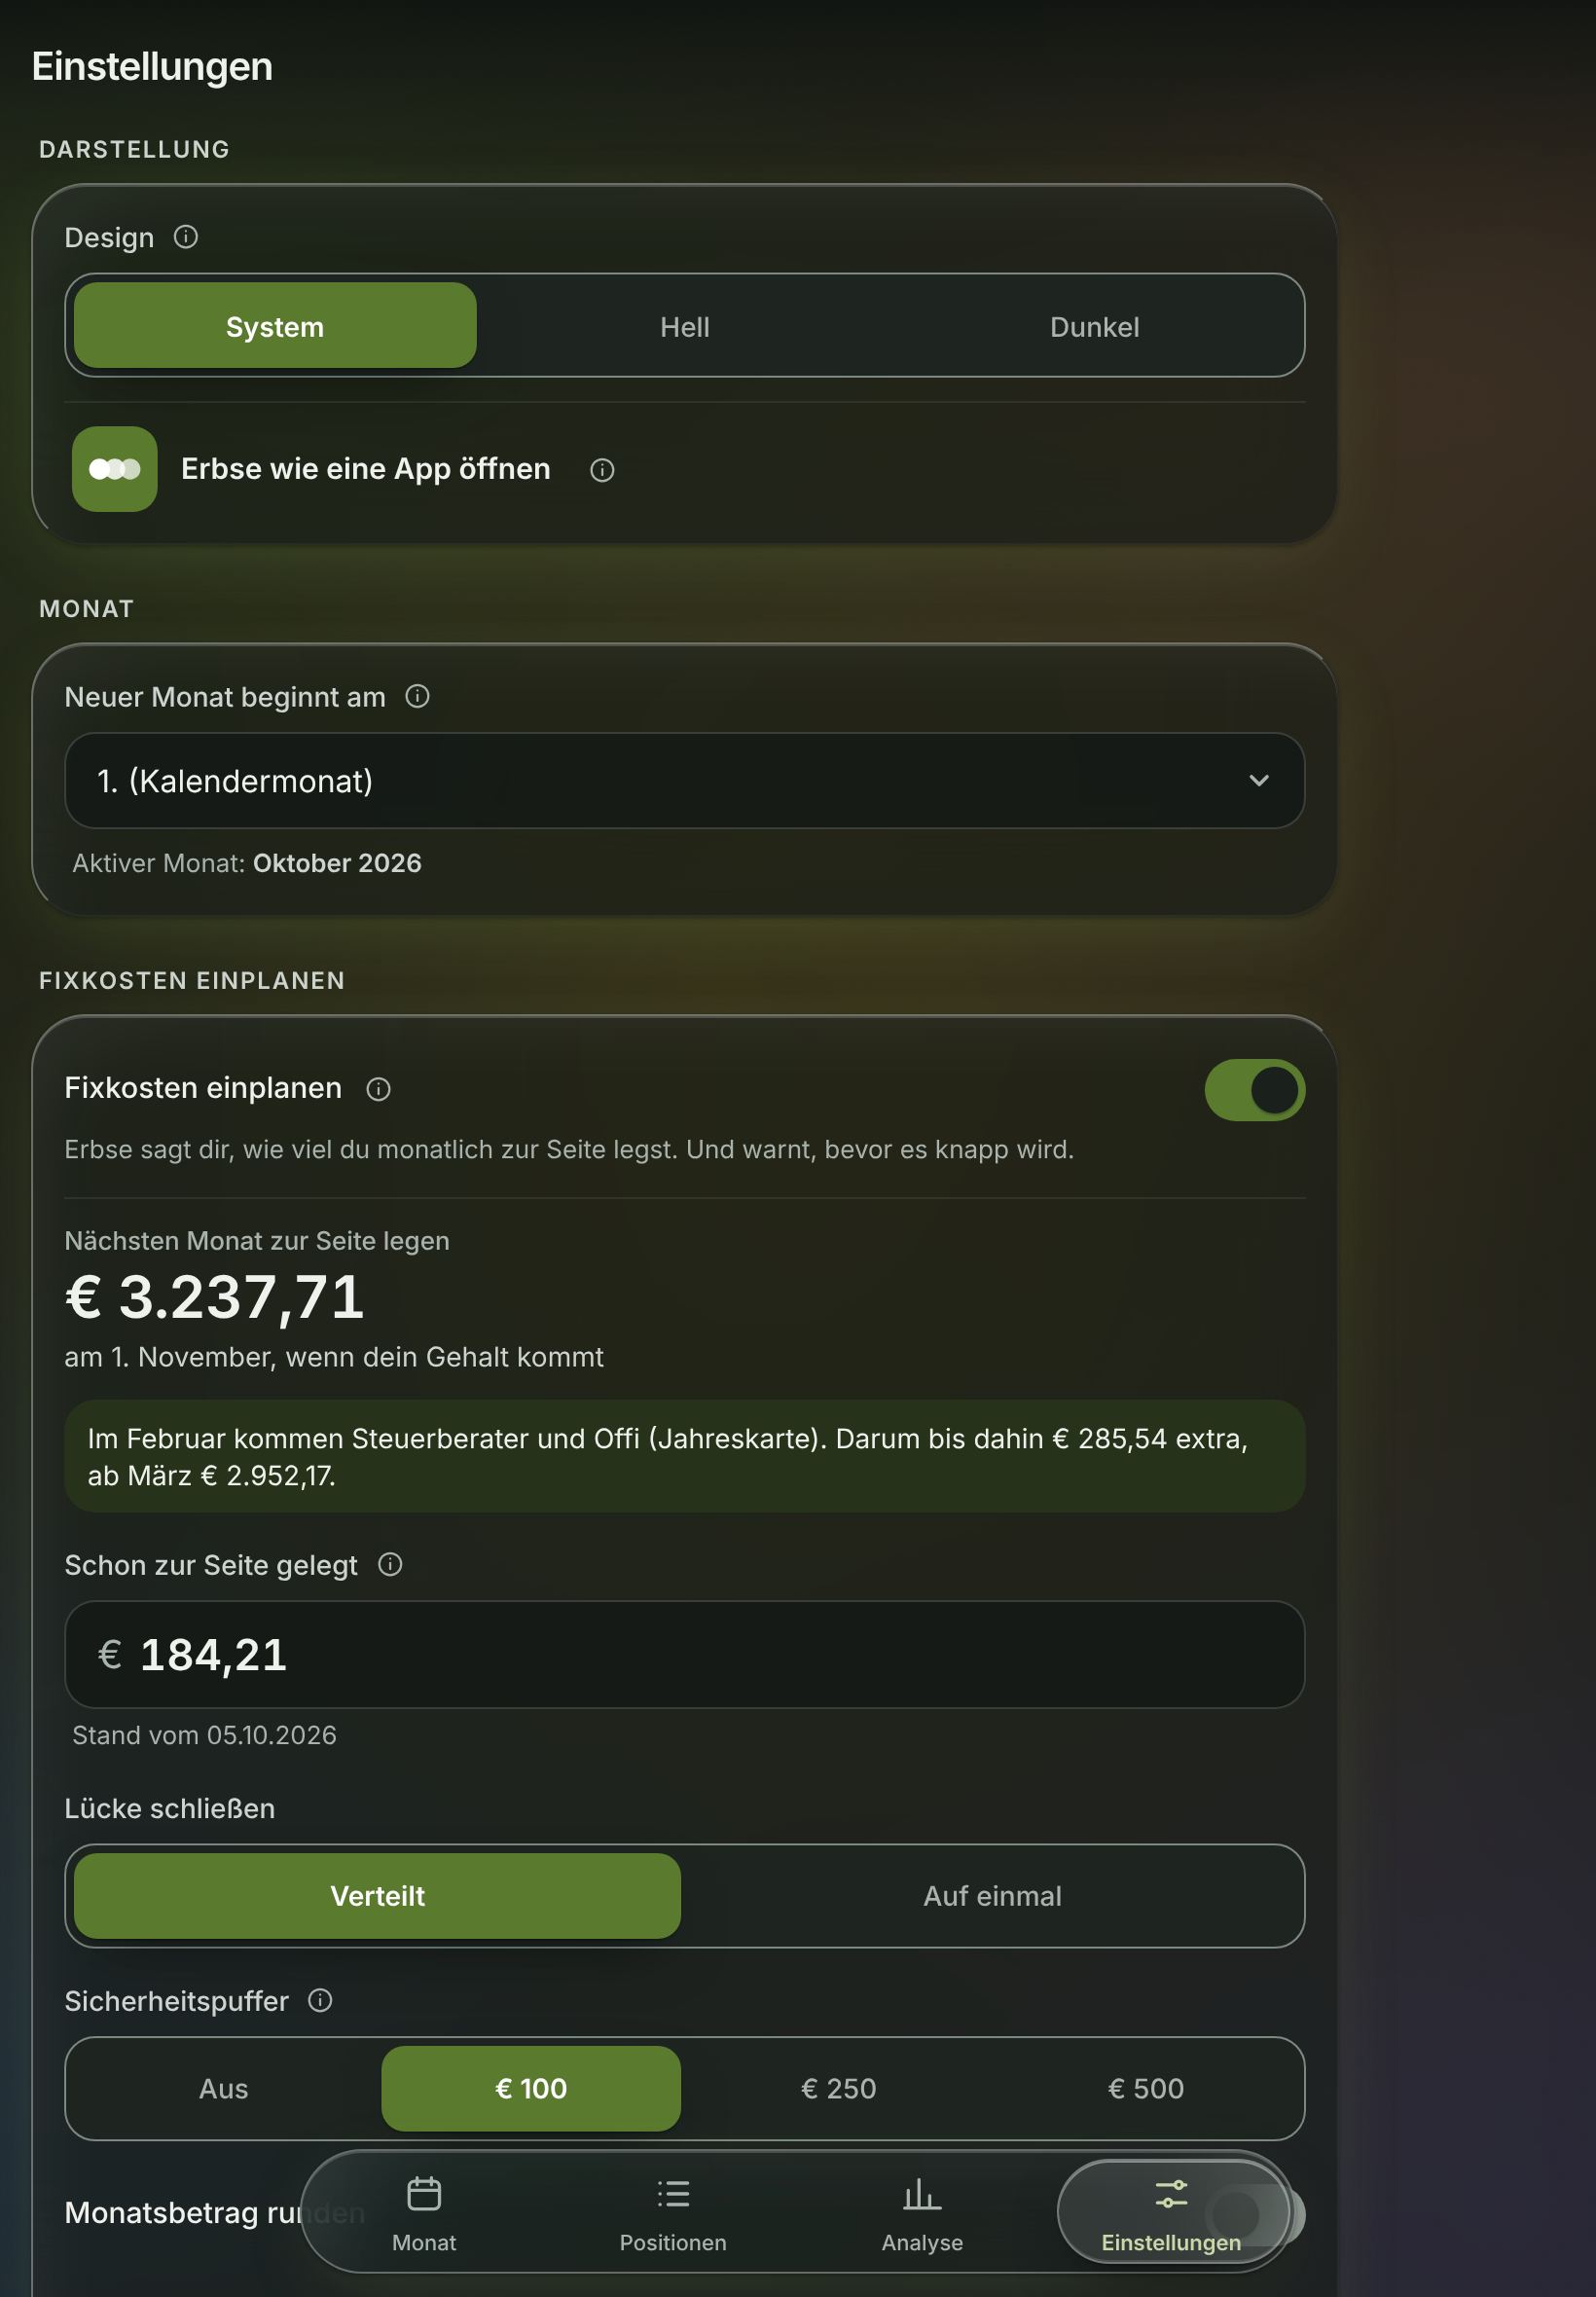 Einstellungen
DARSTELLUNG
Design
System
Hell
Dunkel
Erbse wie eine App öffnen
MONAT
Neuer Monat beginnt am
1. (Kalendermonat)
Aktiver Monat: Oktober 2026
FIXKOSTEN EINPLANEN
Fixkosten einplanen
Erbse sagt dir, wie viel du monatlich zur Seite legst. Und warnt, bevor es knapp wird.
Nächsten Monat zur Seite legen
€ 3.237,71
am 1. November, wenn dein Gehalt kommt
Im Februar kommen Steuerberater und Offi (Jahreskarte). Darum bis dahin € 285,54 extra,
ab März € 2.952,17.
Schon zur Seite gelegt
€ 184,21
Stand vom 05.10.2026
Lücke schließen
Verteilt
Auf einmal
Sicherheitspuffer
Aus
€ 100
€ 250
€ 500
Monatsbetrag runden
Monat
Positionen
Analyse
Einstellungen